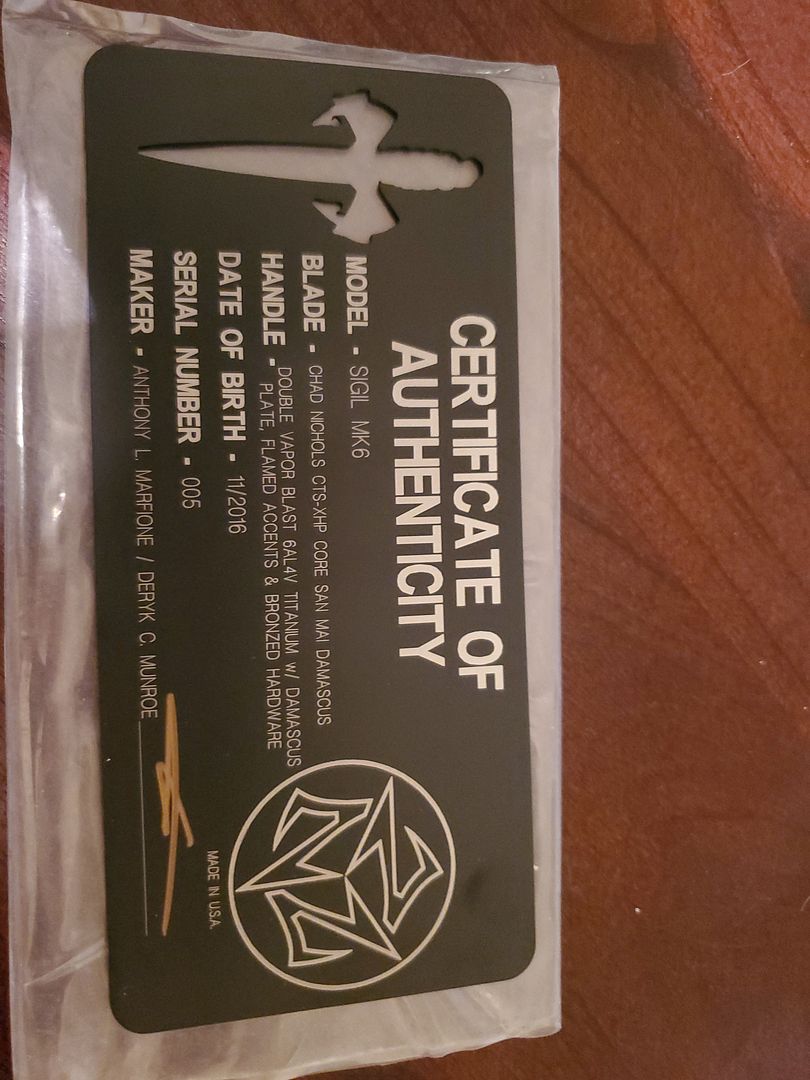 CERTIFICATE OF
AUTHENTICITY
MODEL - SIGIL MK6
BLADE - CHAD NICHOLS CTS-XHP CORE SAN MAI DAMASCUS
HANDLE - DOUBLE VAPOR BLAST 6AL4V TITANIUM W/ DAMASCUS
PLATE, FLAMED ACCENTS & BRONZED HARDWARE
DATE OF BIRTH - 11/2016
SERIAL NUMBER - 005
MAKER - ANTHONY L. MARFIONE / DERYK C. MUNROE
MADE IN U.S.A.